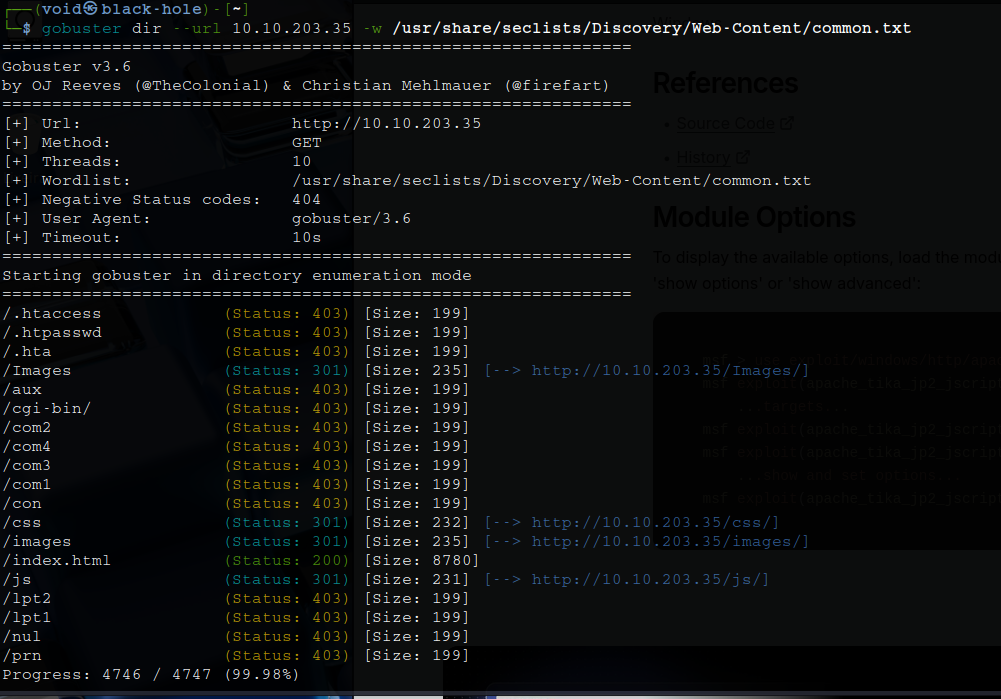 ┌──(void㉿black-hole)-[~]
└─$ gobuster dir --url 10.10.203.35 -w /usr/share/seclists/Discovery/Web-Content/common.txt
===============================================================
Gobuster v3.6
by OJ Reeves (@TheColonial) & Christian Mehlmauer (@firefart)
===============================================================
[+] Url:                     http://10.10.203.35
[+] Method:                  GET
[+] Threads:                 10
[+] Wordlist:                /usr/share/seclists/Discovery/Web-Content/common.txt
[+] Negative Status codes:   404
[+] User Agent:              gobuster/3.6
[+] Timeout:                 10s
===============================================================
Starting gobuster in directory enumeration mode
===============================================================
/.htaccess            (Status: 403) [Size: 199]
/.htpasswd            (Status: 403) [Size: 199]
/.hta                 (Status: 403) [Size: 199]
/Images               (Status: 301) [Size: 235] [--> http://10.10.203.35/Images/]
/aux                  (Status: 403) [Size: 199]
/cgi-bin/             (Status: 403) [Size: 199]
/com2                 (Status: 403) [Size: 199]
/com4                 (Status: 403) [Size: 199]
/com3                 (Status: 403) [Size: 199]
/com1                 (Status: 403) [Size: 199]
/con                  (Status: 403) [Size: 199]
/css                  (Status: 301) [Size: 232] [--> http://10.10.203.35/css/]
/images               (Status: 301) [Size: 235] [--> http://10.10.203.35/images/]
/index.html           (Status: 200) [Size: 8780]
/js                   (Status: 301) [Size: 231] [--> http://10.10.203.35/js/]
/lpt2                 (Status: 403) [Size: 199]
/lpt1                 (Status: 403) [Size: 199]
/nul                  (Status: 403) [Size: 199]
/prn                  (Status: 403) [Size: 199]
Progress: 4746 / 4747 (99.98%)
References
• Source Code
• History
Module Options
To display the available options, load the
'show options' or 'show advanced':
msf
msf exploit(apache_tika_jp2_jscrip
...targets...
msf exploit(apache_tika_jp2_jscrip
msf exploit(apache_tika_jp2_jscrip
...show and set options...
msf exploit(apache_tika_jp2_jscrip